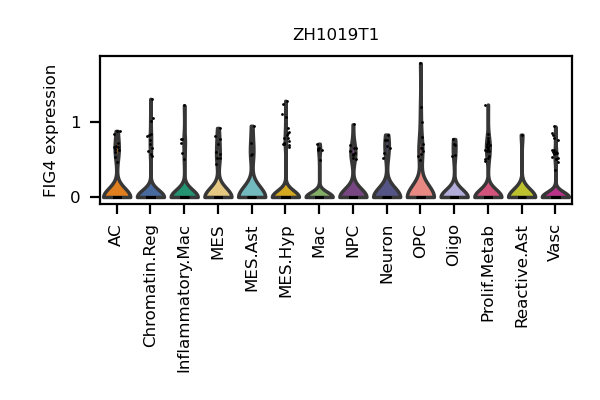 ZH1019T1
FIG4 expression
1
0
AC
Chromatin.Reg
Inflammatory.Mac
MES
MES.Ast
MES.Hyp
Mac
NPC
Neuron
OPC
Oligo
Prolif.Metab
Reactive.Ast
Vasc